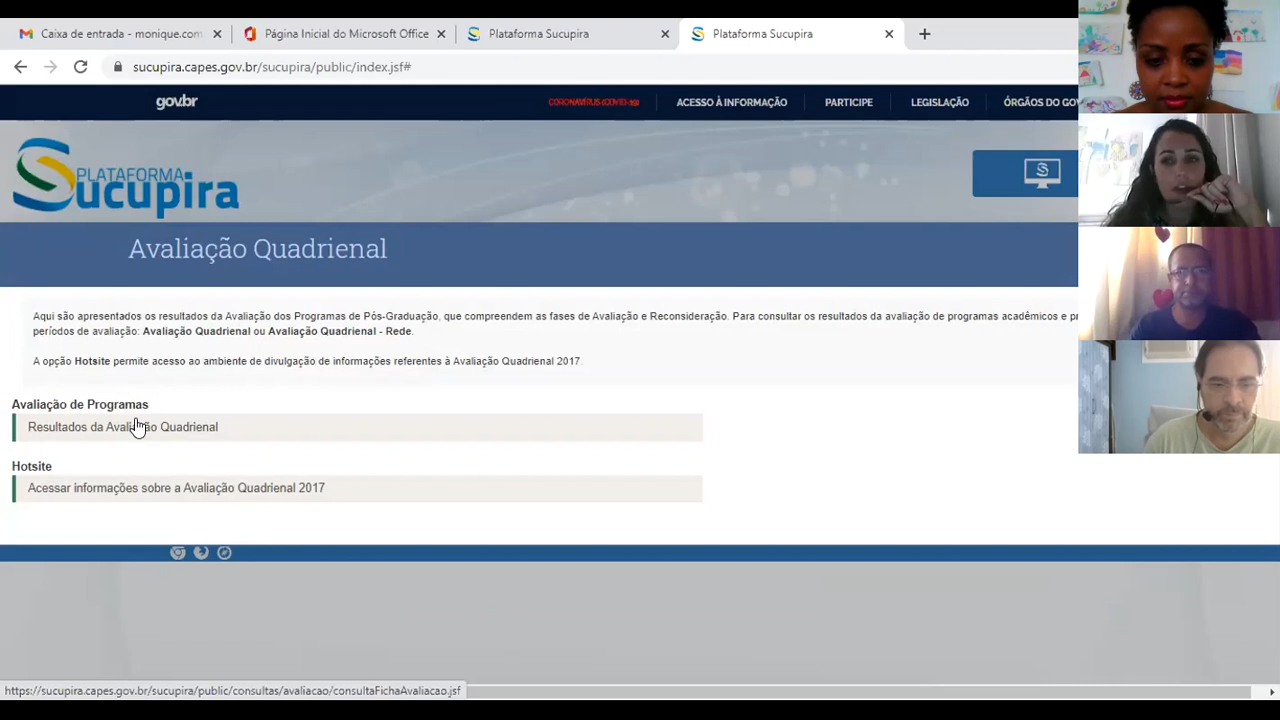 Caixa de entrada - monique.com
Página Inicial do Microsoft Office
Plataforma Sucupira
Plataforma Sucupira
sucupira.capes.gov.br/sucupira/public/index.jsf#
gov.br
CORONAVÍRUS (COVID-19)
ACESSO À INFORMAÇÃO
PARTICIPE
LEGISLAÇÃO
ÓRGÃOS DO GOV
PLATAFORMA
Sucupira
Avaliação Quadrienal
Aqui são apresentados os resultados da Avaliação dos Programas de Pós-Graduação, que compreendem as fases de Avaliação e Reconsideração. Para consultar os resultados da avaliação de programas acadêmicos e p
períodos de avaliação: Avaliação Quadrienal ou Avaliação Quadrienal - Rede.
A opção Hotsite permite acesso ao ambiente de divulgação de informações referentes à Avaliação Quadrienal 2017.
Avaliação de Programas
Resultados da Avaliação Quadrienal
Hotsite
Acessar informações sobre a Avaliação Quadrienal 2017
https://sucupira.capes.gov.br/sucupira/public/consultas/avaliacao/consultaFichaAvaliacao.jsf